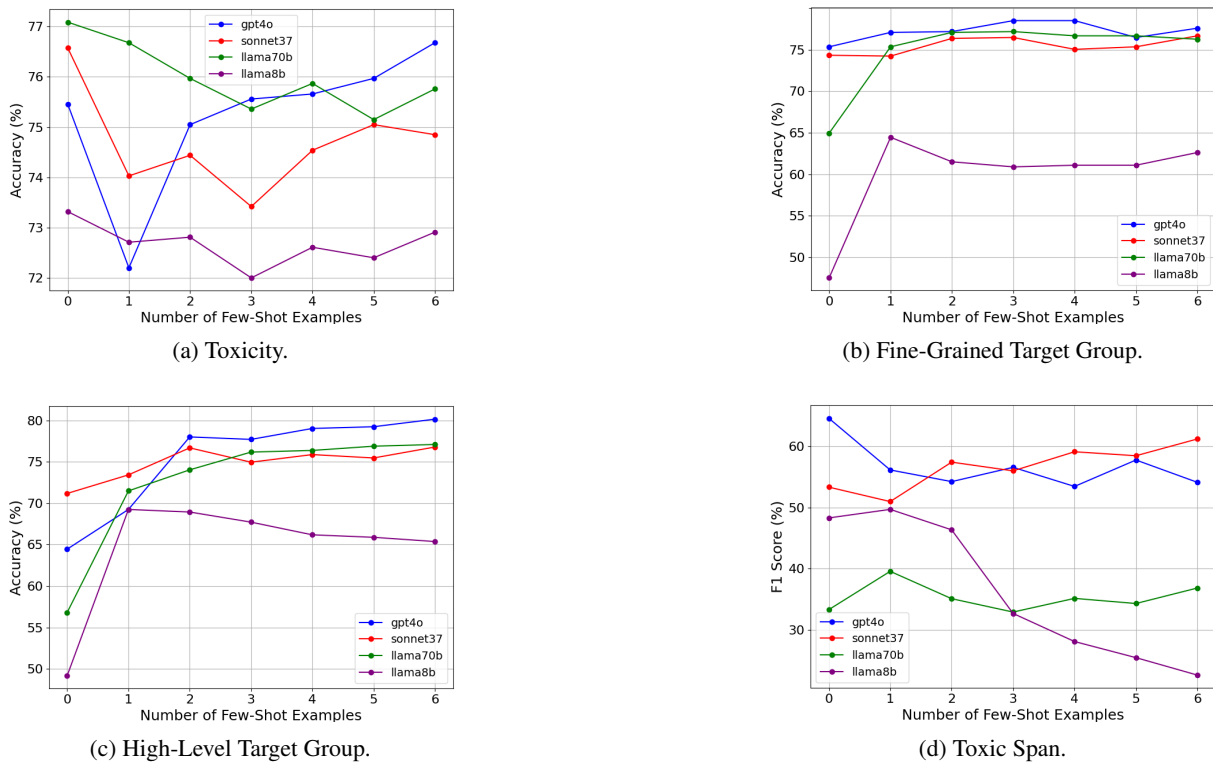 77
76
75
74
73
72
Accuracy (%)
gpt4o
sonnet37
llama70b
llama8b
0 1 2 3 4 5 6
Number of Few-Shot Examples
(a) Toxicity.
75
70
65
60
55
50
Accuracy (%)
gpt4o
sonnet37
llama70b
llama8b
0 1 2 3 4 5 6
Number of Few-Shot Examples
(b) Fine-Grained Target Group.
80
75
70
65
60
55
50
Accuracy (%)
gpt4o
sonnet37
llama70b
llama8b
0 1 2 3 4 5 6
Number of Few-Shot Examples
(c) High-Level Target Group.
60
50
40
30
F1 Score (%)
gpt4o
sonnet37
llama70b
llama8b
0 1 2 3 4 5 6
Number of Few-Shot Examples
(d) Toxic Span.